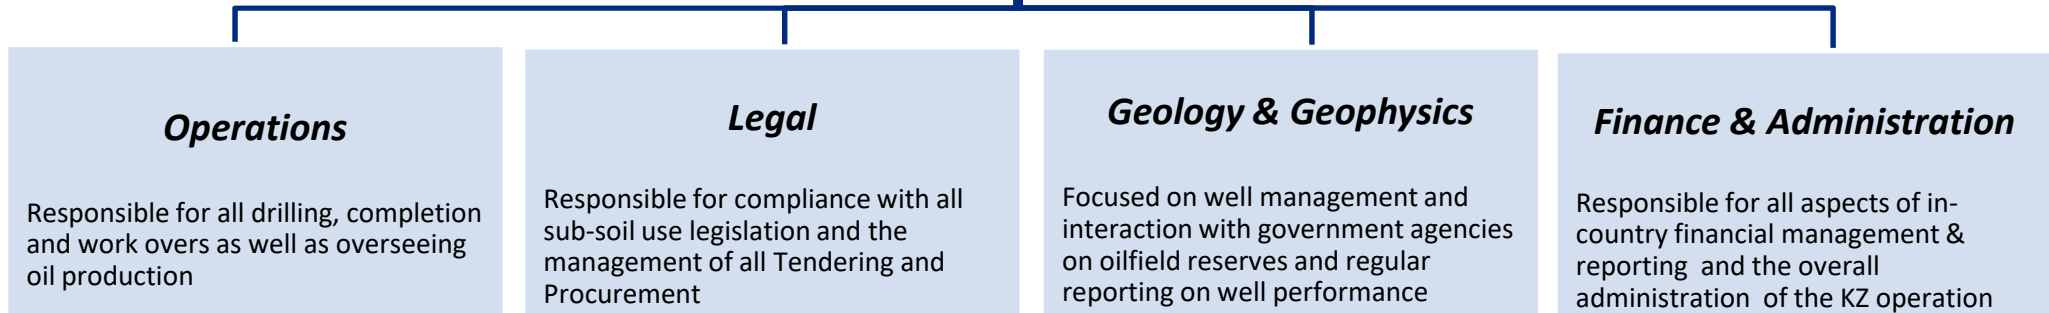 Operations
Responsible for all drilling, completion
and work overs as well as overseeing
oil production
Legal
Responsible for compliance with all
sub-soil use legislation and the
management of all Tendering and
Procurement
Geology & Geophysics
Focused on well management and
interaction with government agencies
on oilfield reserves and regular
reporting on well performance
Finance & Administration
Responsible for all aspects of in-
country financial management &
reporting and the overall
administration of the KZ operation